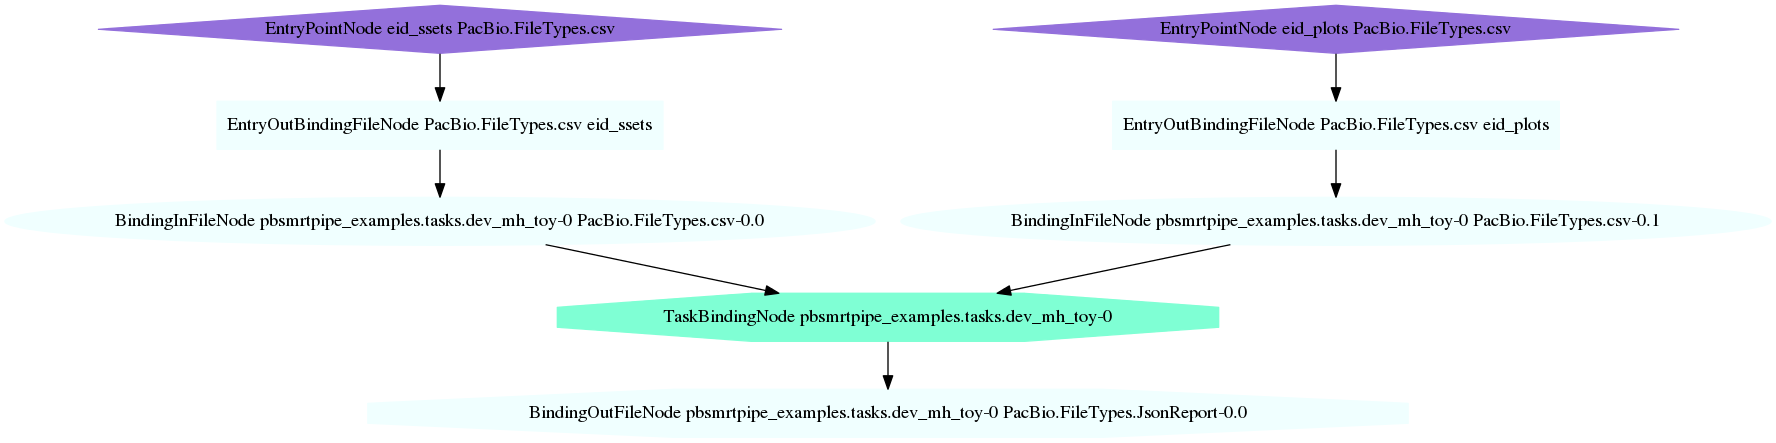 EntryPointNode eid_ssets PacBio.FileTypes.csv
EntryPointNode eid_plots PacBio.FileTypes.csv
EntryOutBindingFileNode PacBio.FileTypes.csv eid_ssets
EntryOutBindingFileNode PacBio.FileTypes.csv eid_plots
BindingInFileNode pbsmrtpipe_examples.tasks.dev_mh_toy-0 PacBio.FileTypes.csv-0.0
BindingInFileNode pbsmrtpipe_examples.tasks.dev_mh_toy-0 PacBio.FileTypes.csv-0.1
TaskBindingNode pbsmrtpipe_examples.tasks.dev_mh_toy-0
BindingOutFileNode pbsmrtpipe_examples.tasks.dev_mh_toy-0 PacBio.FileTypes.JsonReport-0.0